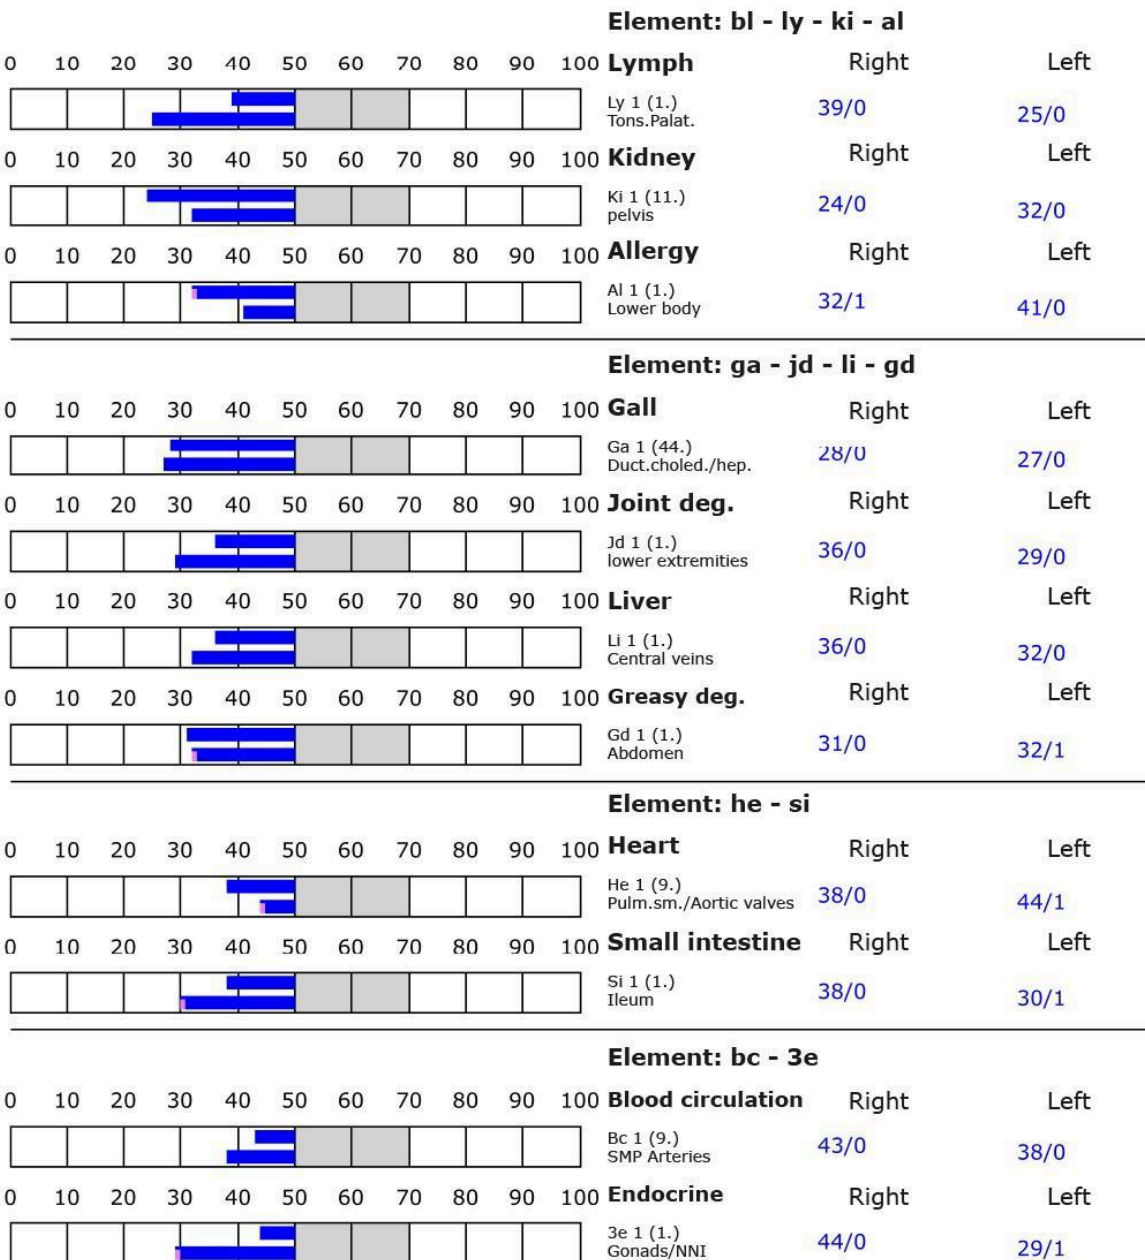 Element: bl - ly - ki - al
0 10 20 30 40 50 60 70 80 90 100 Lymph Right Left
Ly 1 (1.) 39/0 25/0
Tons.Palat.
0 10 20 30 40 50 60 70 80 90 100 Kidney Right Left
Ki 1 (11.) 24/0 32/0
pelvis
0 10 20 30 40 50 60 70 80 90 100 Allergy Right Left
Al 1 (1.) 32/1 41/0
Lower body
Element: ga - jd - li - gd
0 10 20 30 40 50 60 70 80 90 100 Gall Right Left
Ga 1 (44.) 28/0 27/0
Duct.choled./hep.
0 10 20 30 40 50 60 70 80 90 100 Joint deg. Right Left
Jd 1 (1.) 36/0 29/0
lower extremities
0 10 20 30 40 50 60 70 80 90 100 Liver Right Left
Li 1 (1.) 36/0 32/0
Central veins
0 10 20 30 40 50 60 70 80 90 100 Greasy deg. Right Left
Gd 1 (1.) 31/0 32/1
Abdomen
Element: he - si
0 10 20 30 40 50 60 70 80 90 100 Heart Right Left
He 1 (9.) 38/0 44/1
Pulm.sm./Aortic valves
0 10 20 30 40 50 60 70 80 90 100 Small intestine Right Left
Si 1 (1.) 38/0 30/1
Ileum
Element: bc - 3e
0 10 20 30 40 50 60 70 80 90 100 Blood circulation Right Left
Bc 1 (9.) 43/0 38/0
SMP Arteries
0 10 20 30 40 50 60 70 80 90 100 Endocrine Right Left
3e 1 (1.) 44/0 29/1
Gonads/NNI